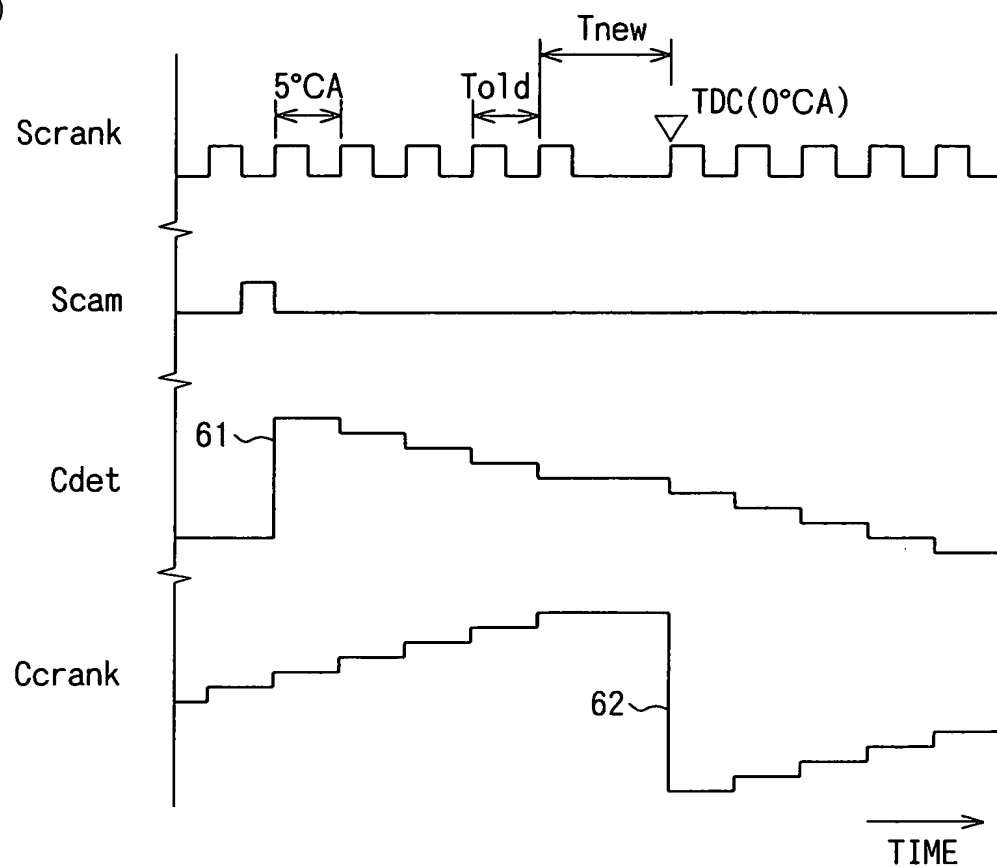 )
Tnew
5°CA
Told
TDC(0°CA)
Scrank
Scam
61
Cdet
Ccrank
62
TIME